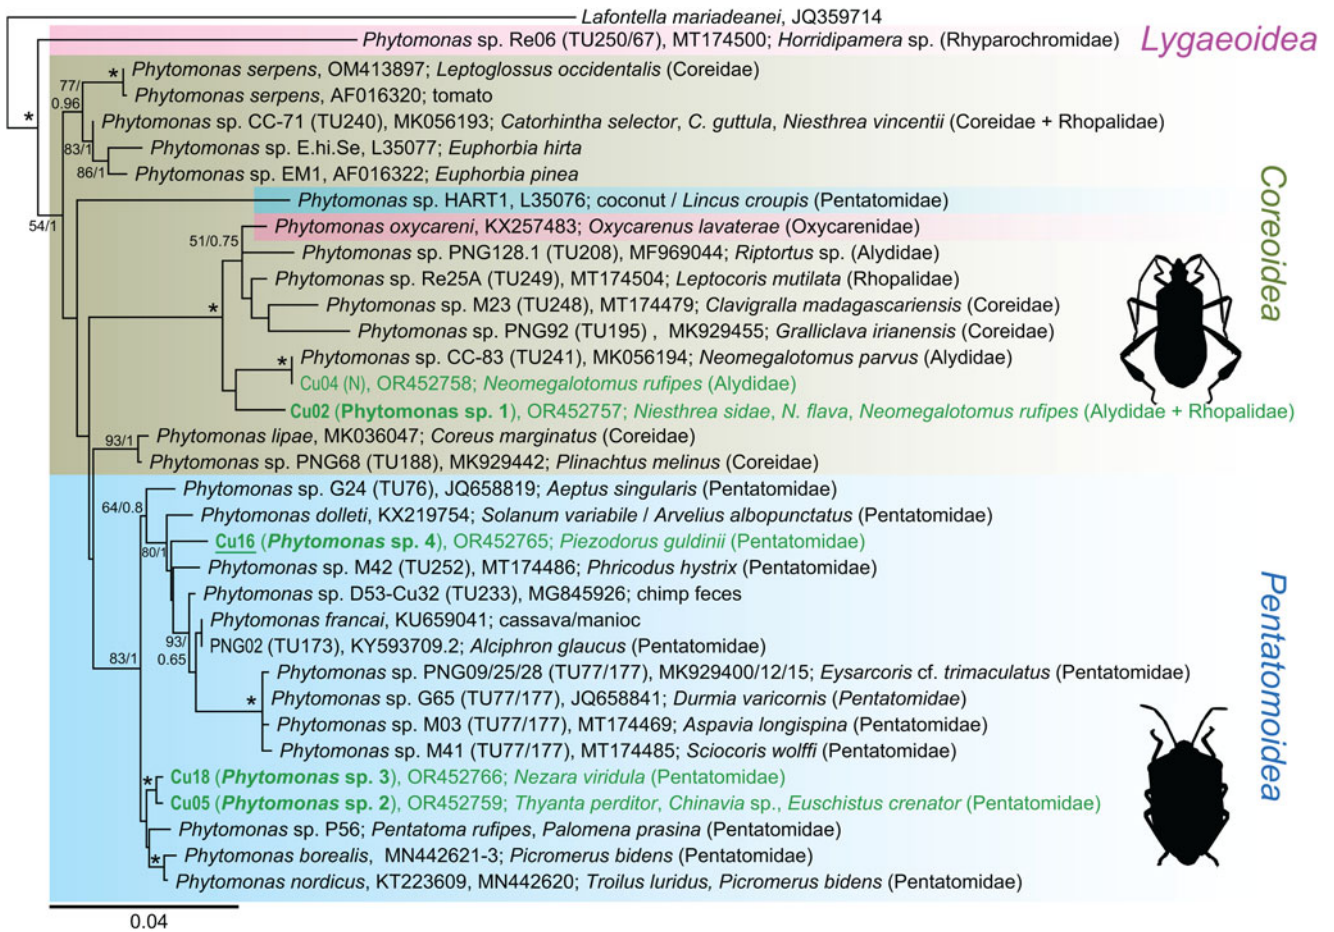 Lafontella mariadeanei, JQ359714
Phytomonas sp. Re06 (TU250/67), MT174500; Horridipamera sp. (Rhyparochromidae)
Lygaeoidea
Phytomonas serpens, OM413897; Leptoglossus occidentalis (Coreidae)
*
77/
0.96
Phytomonas serpens, AF016320; tomato
*
Phytomonas sp. CC-71 (TU240), MK056193; Catorhintha selector, C. guttula, Niesthrea vincentii (Coreidae + Rhopalidae)
83/1
Phytomonas sp. E.hi.Se, L35077; Euphorbia hirta
86/1
Phytomonas sp. EM1, AF016322; Euphorbia pinea
Coreoidea
Phytomonas sp. HART1, L35076; coconut / Lincus croupis (Pentatomidae)
54/1
Phytomonas oxycareni, KX257483; Oxycarenus lavaterae (Oxycarenidae)
51/0.75
Phytomonas sp. PNG128.1 (TU208), MF969044; Riptortus sp. (Alydidae)
Phytomonas sp. Re25A (TU249), MT174504; Leptocoris mutilata (Rhopalidae)
*
Phytomonas sp. M23 (TU248), MT174479; Clavigralla madagascariensis (Coreidae)
Phytomonas sp. PNG92 (TU195) , MK929455; Gralliclava irianensis (Coreidae)
*
Phytomonas sp. CC-83 (TU241), MK056194; Neomegalotomus parvus (Alydidae)
Cu04 (N), OR452758; Neomegalotomus rufipes (Alydidae)
Cu02 (Phytomonas sp. 1), OR452757; Niesthrea sidae, N. flava, Neomegalotomus rufipes (Alydidae + Rhopalidae)
93/1
Phytomonas lipae, MK036047; Coreus marginatus (Coreidae)
Phytomonas sp. PNG68 (TU188), MK929442; Plinachtus melinus (Coreidae)
Phytomonas sp. G24 (TU76), JQ658819; Aeptus singularis (Pentatomidae)
64/0.8
Phytomonas dolleti, KX219754; Solanum variabile / Arvelius albopunctatus (Pentatomidae)
80/1
Cu16 (Phytomonas sp. 4), OR452765; Piezodorus guldinii (Pentatomidae)
Phytomonas sp. M42 (TU252), MT174486; Phricodus hystrix (Pentatomidae)
Pentatomoidea
Phytomonas sp. D53-Cu32 (TU233), MG845926; chimp feces
Phytomonas francai, KU659041; cassava/manioc
93/
0.65
PNG02 (TU173), KY593709.2; Alciphron glaucus (Pentatomidae)
83/1
Phytomonas sp. PNG09/25/28 (TU77/177), MK929400/12/15; Eysarcoris cf. trimaculatus (Pentatomidae)
*
Phytomonas sp. G65 (TU77/177), JQ658841; Durmia varicornis (Pentatomidae)
Phytomonas sp. M03 (TU77/177), MT174469; Aspavia longispina (Pentatomidae)
Phytomonas sp. M41 (TU77/177), MT174485; Sciocoris wolffi (Pentatomidae)
*
Cu18 (Phytomonas sp. 3), OR452766; Nezara viridula (Pentatomidae)
Cu05 (Phytomonas sp. 2), OR452759; Thyanta perditor, Chinavia sp., Euschistus crenator (Pentatomidae)
Phytomonas sp. P56; Pentatoma rufipes, Palomena prasina (Pentatomidae)
*
Phytomonas borealis, MN442621-3; Picromerus bidens (Pentatomidae)
Phytomonas nordicus, KT223609, MN442620; Troilus luridus, Picromerus bidens (Pentatomidae)
0.04